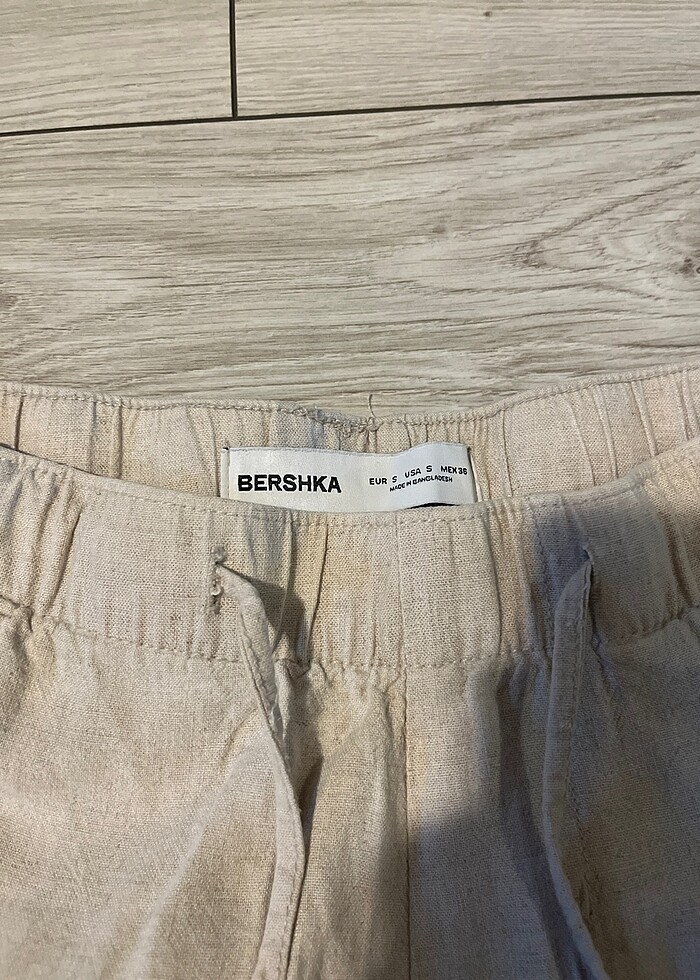 BERSHKA
EUR S USA S MEX 36
MADE IN BANGLADESH